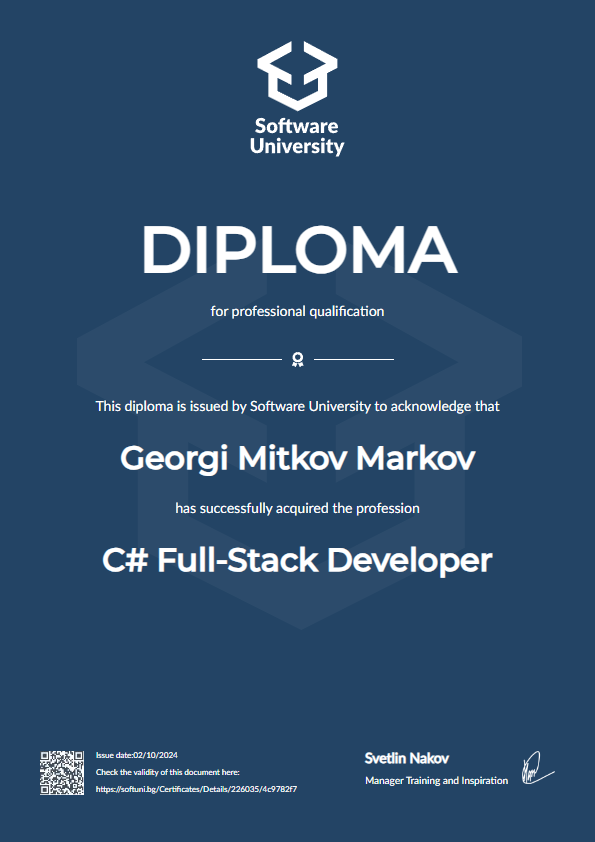 Software
University
DIPLOMA
for professional qualification
This diploma is issued by Software University to acknowledge that
Georgi Mitkov Markov
has successfully acquired the profession
C# Full-Stack Developer
Issue date:02/10/2024
Check the validity of this document here:
https://softuni.bg/Certificates/Details/226035/4c9782f7
Svetlin Nakov
Manager Training and Inspiration